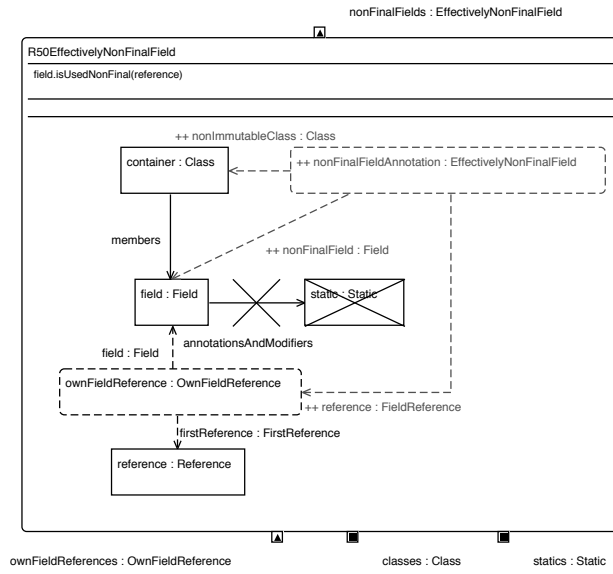 nonFinalFields : EffectivelyNonFinalField
R50EffectivelyNonFinalField
field.isUsedNonFinal(reference)
++ nonImmutableClass : Class
container : Class
++ nonFinalFieldAnnotation : EffectivelyNonFinalField
members
++ nonFinalField : Field
field : Field
static : Static
annotationsAndModifiers
field : Field
ownFieldReference : OwnFieldReference
++ reference : FieldReference
firstReference : FirstReference
reference : Reference
ownFieldReferences : OwnFieldReference
classes : Class
statics : Static